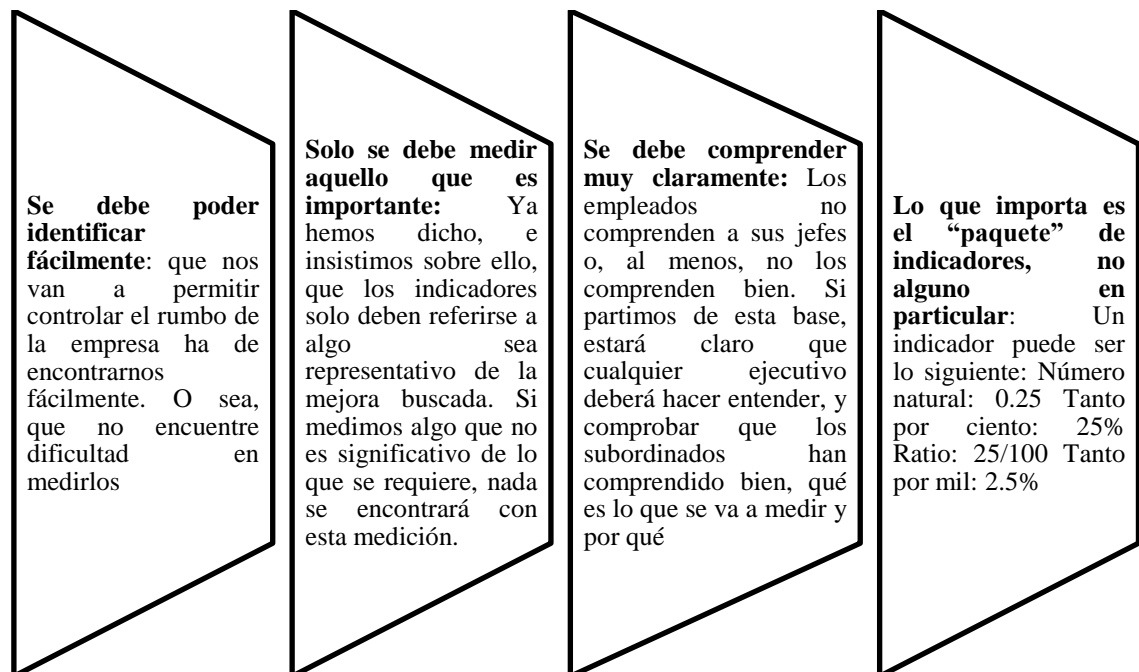 Se debe poder
identificar
fácilmente: que nos
van a permitir
controlar el rumbo de
la empresa ha de
encontrarnos
fácilmente. O sea,
que no encuentre
dificultad en
medirlos
Solo se debe medir
aquello que es
importante: Ya
hemos dicho, e
insistimos sobre ello,
que los indicadores
solo deben referirse a
algo sea
representativo de la
mejora buscada. Si
medimos algo que no
es significativo de lo
que se requiere, nada
se encontrará con
esta medición.
Se debe comprender
muy claramente: Los
empleados no
comprenden a sus jefes
o, al menos, no los
comprenden bien. Si
partimos de esta base,
estará claro que
cualquier ejecutivo
deberá hacer entender, y
comprobar que los
subordinados han
comprendido bien, qué
es lo que se va a medir y
por qué
Lo que importa es
el “paquete” de
indicadores, no
alguno en
particular: Un
indicador puede ser
lo siguiente: Número
natural: 0.25 Tanto
por ciento: 25%
Ratio: 25/100 Tanto
por mil: 2.5%